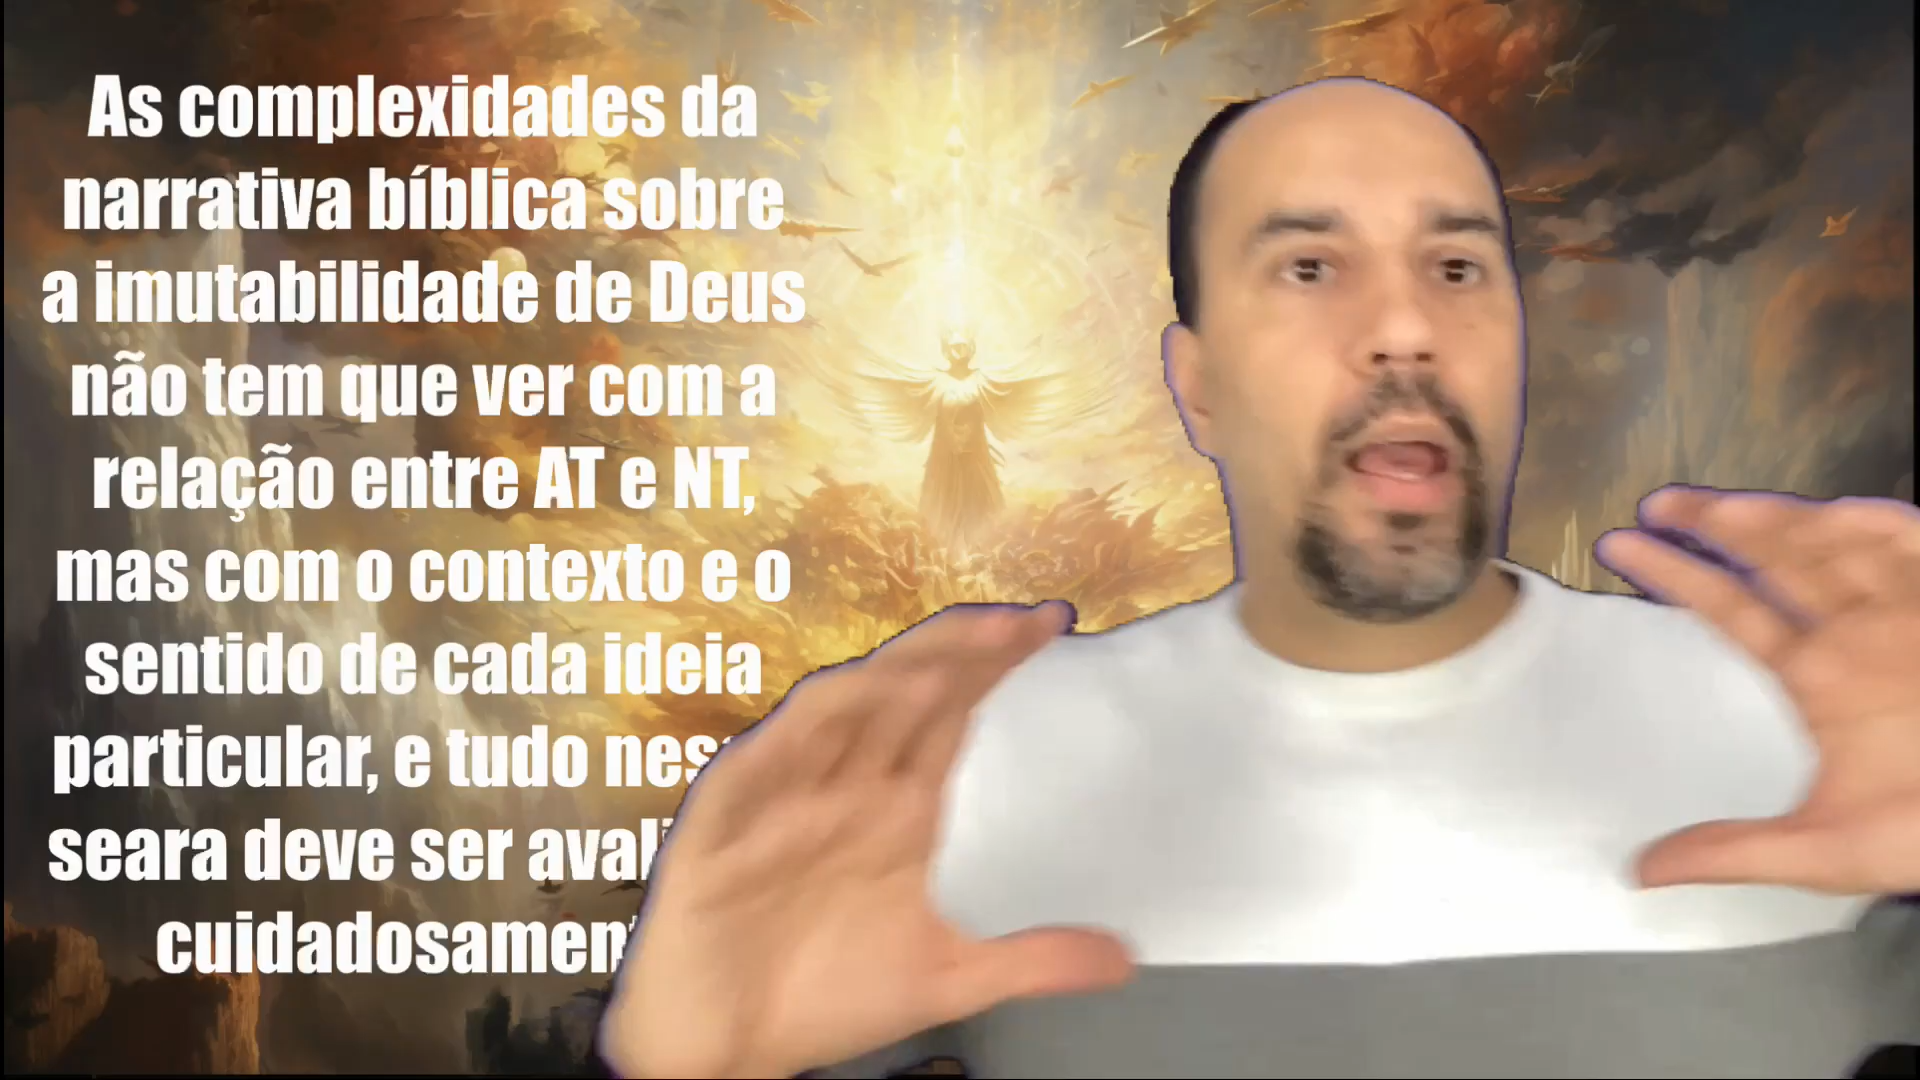 As complexidades da
narrativa bíblica sobre
a imutabilidade de Deus
não tem que ver com a
relação entre AT e NT,
mas com o contexto e o
sentido de cada ideia
particular, e tudo
seara deve ser